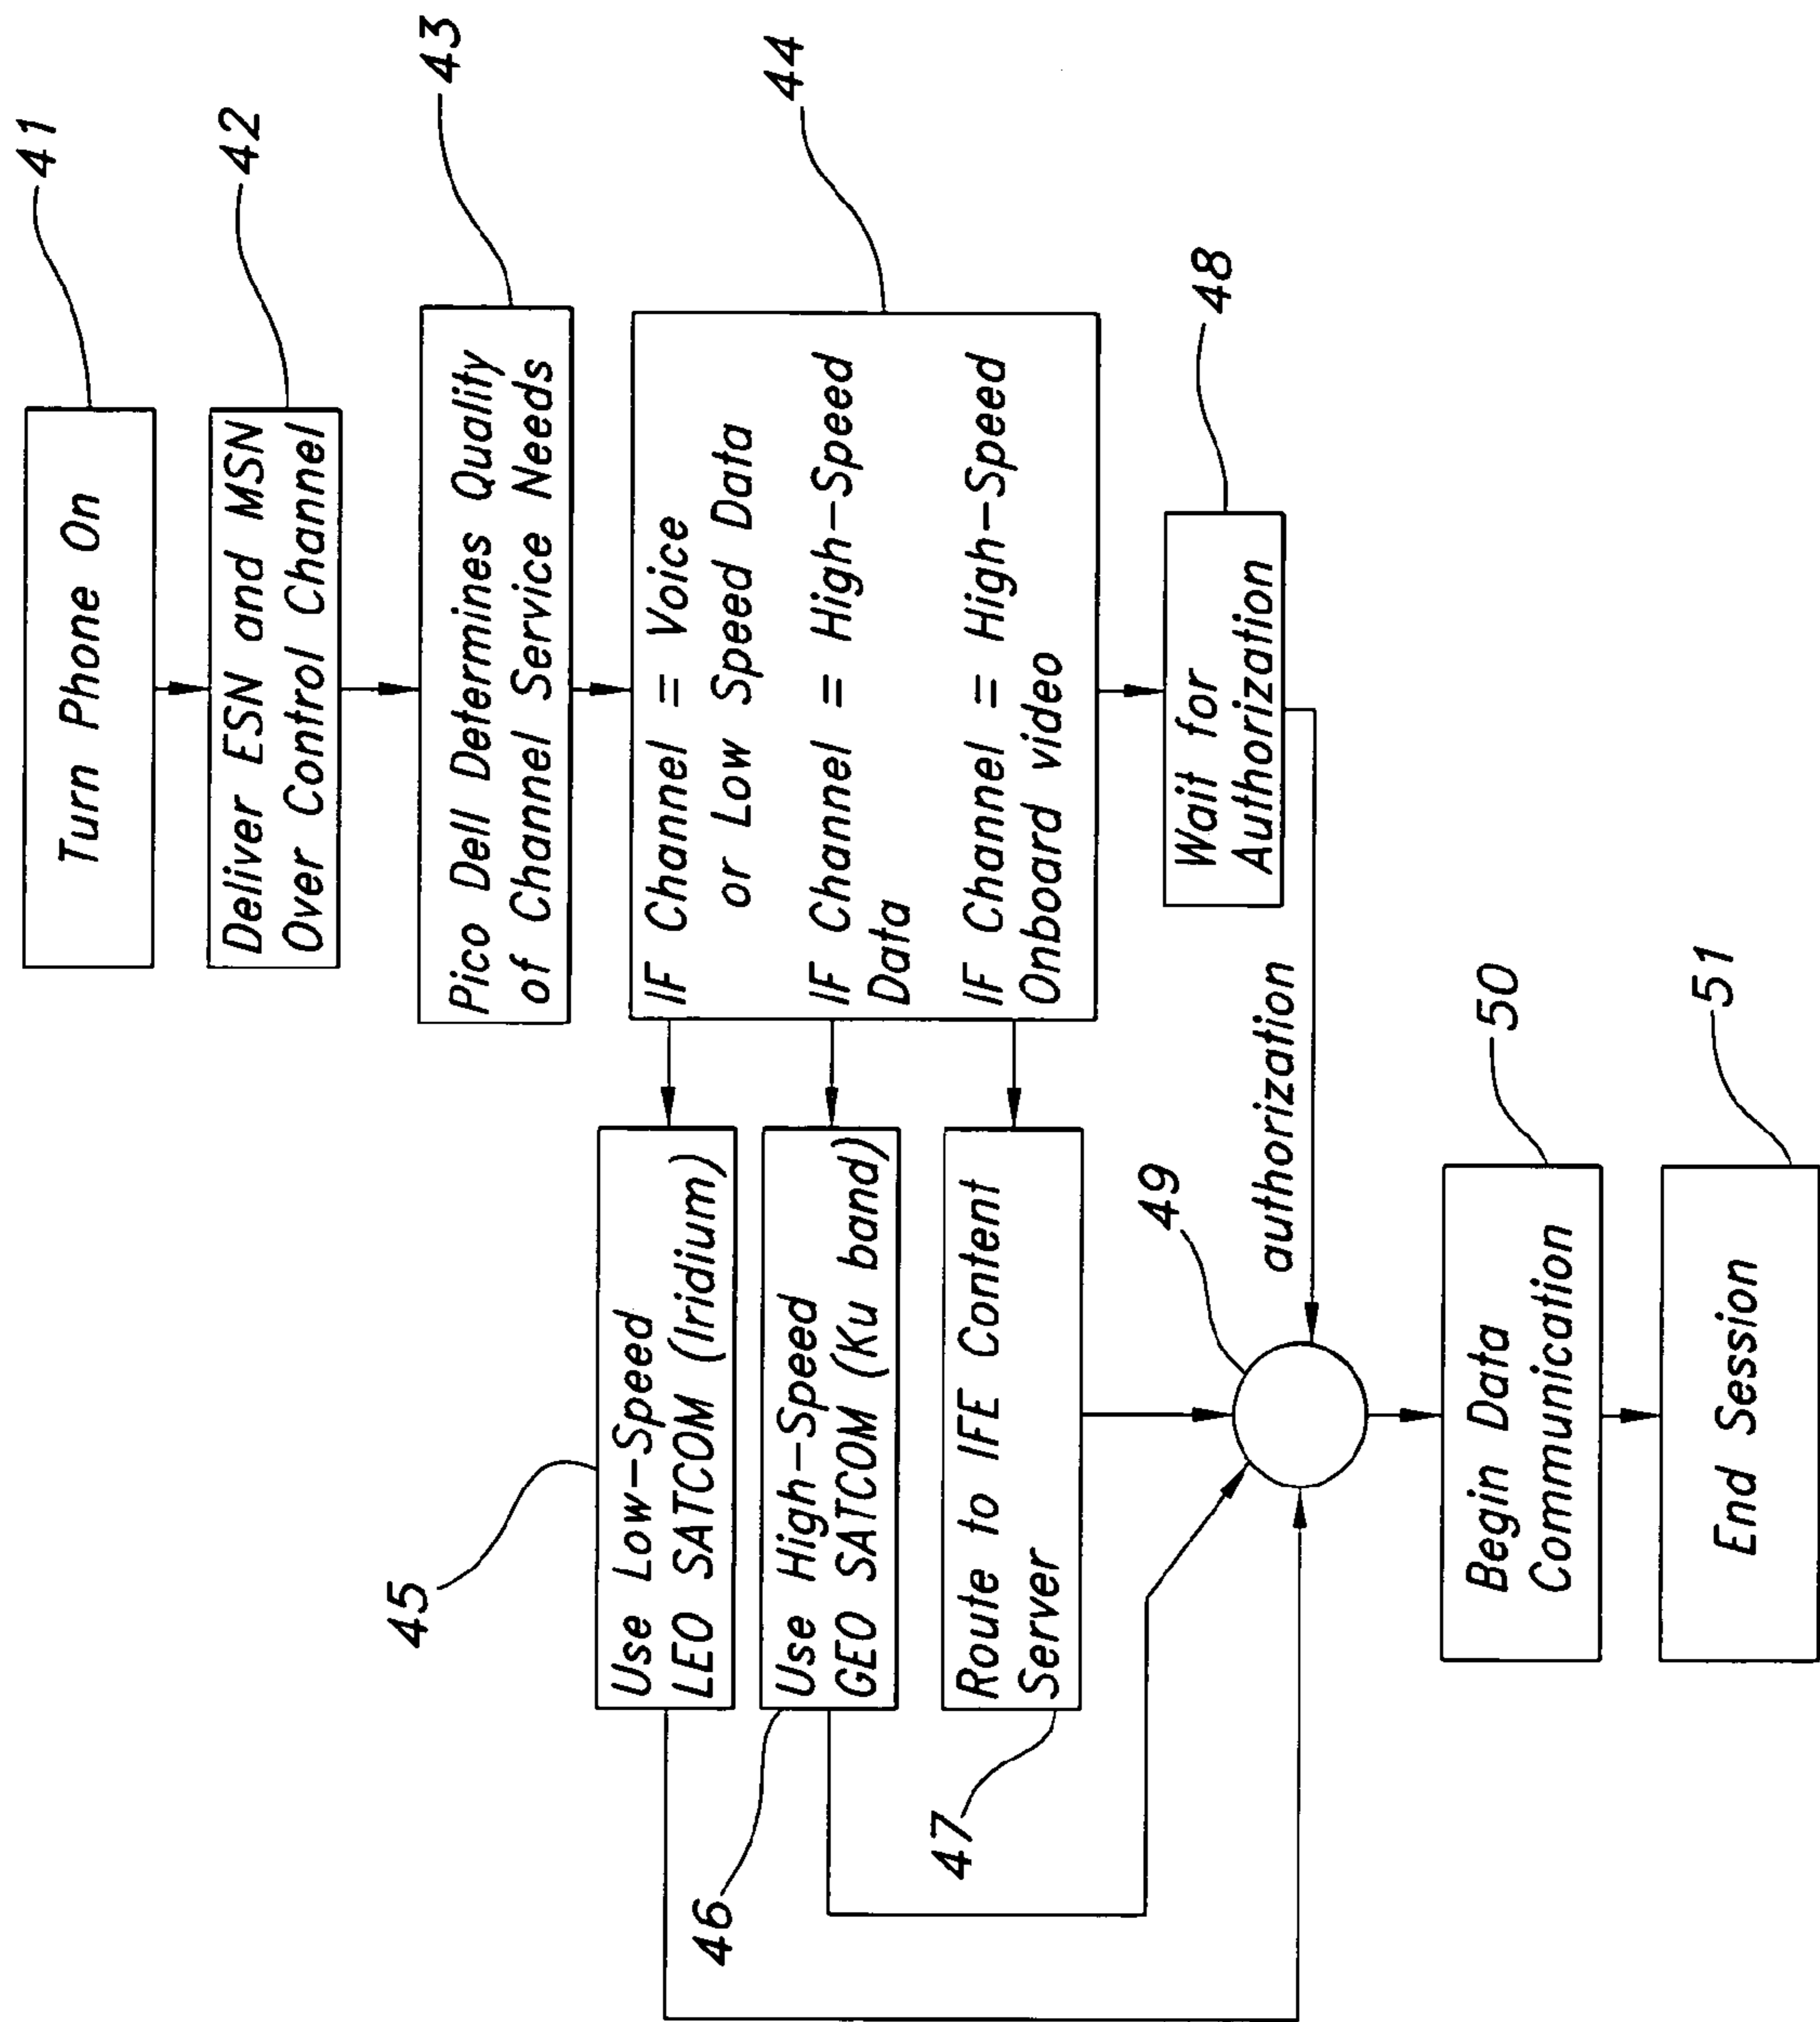 41
Turn Phone On
42
Deliver ESN and MSN
Over Control Channel
43
Pico Dell Determines Quality
of Channel Service Needs
44
IF Channel = Voice
or Low Speed Data
IF Channel = High-Speed
Data
IF Channel = High-Speed
Onboard video
45
Use Low-Speed
LEO SATCOM (Iridium)
46
Use High-Speed
GEO SATCOM (Ku band)
47
Route to IFE Content
Server
48
Wait for
Authorization
authorization
49
50
Begin Data
Communication
51
End Session